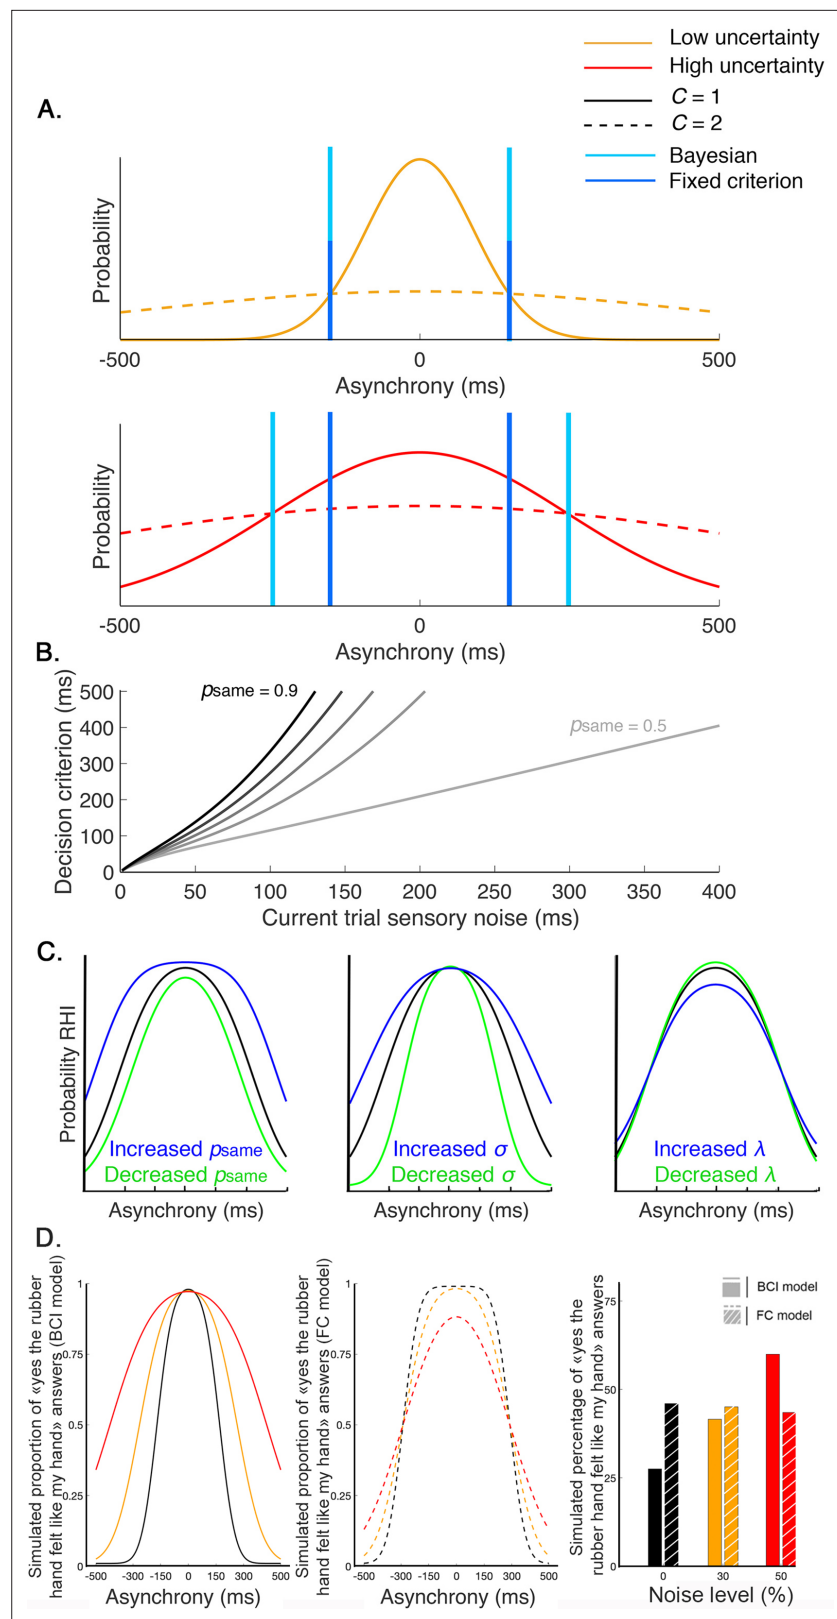 Low uncertainty
High uncertainty
C = 1
C = 2
Bayesian
Fixed criterion
A.
Probability
-500
0
500
Asynchrony (ms)
Probability
-500
0
500
Asynchrony (ms)
B.
Decision criterion (ms)
500
400
300
200
100
0
psame = 0.9
psame = 0.5
0
50
100
150
200
250
300
350
400
Current trial sensory noise (ms)
C.
Probability RHI
Increased psame
Decreased psame
Asynchrony (ms)
Increased σ
Decreased σ
Asynchrony (ms)
Increased λ
Decreased λ
Asynchrony (ms)
D.
Simulated proportion of «yes the rubber
hand felt like my hand» answers (BCI model)
1
0.75
0.5
0.25
0
-500
-300
-150
0
150
300
500
Asynchrony (ms)
Simulated proportion of «yes the rubber
hand felt like my hand» answers (FC model)
1
0.75
0.5
0.25
0
-500
-300
-150
0
150
300
500
Asynchrony (ms)
Simulated percentage of «yes the
rubber hand felt like my hand» answers
75
50
25
0
BCI model
FC model
0
30
50
Noise level (%)